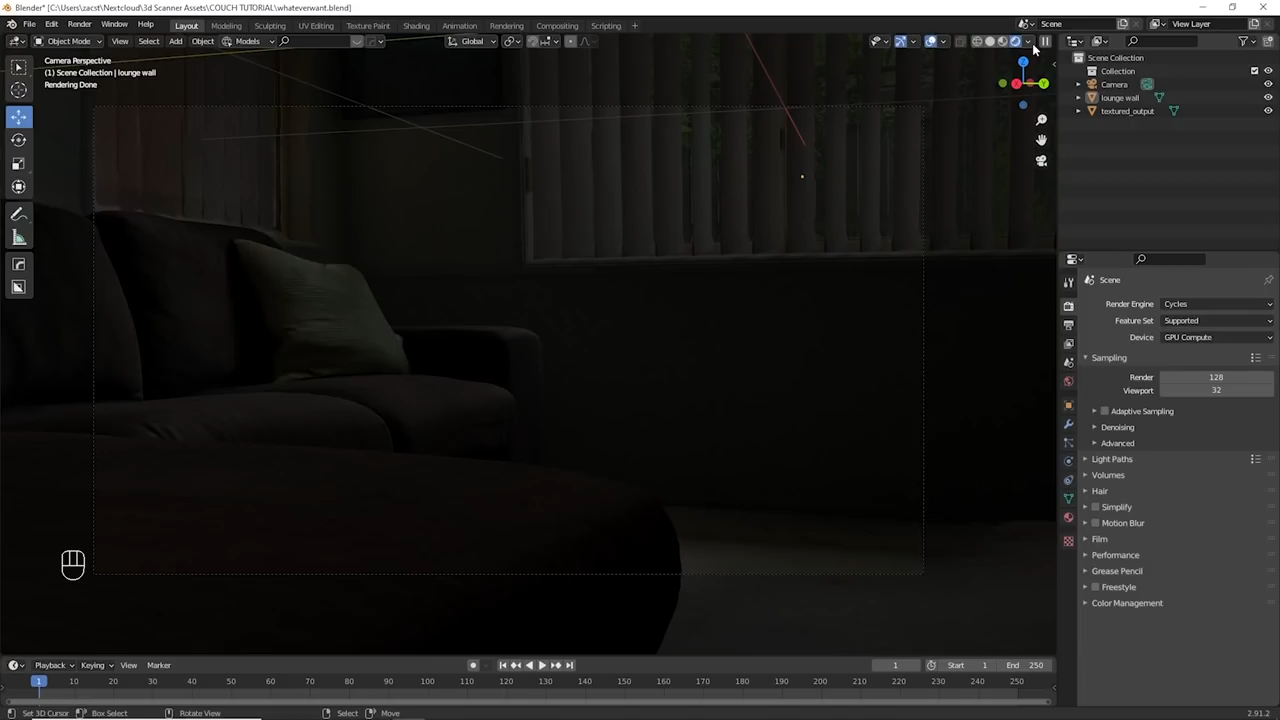 Blender* [C:\Users\zacst\Nextcloud\3d Scanner Assets\COUCH TUTORIAL\whateverwant.blend]
File Edit Render Window Help Layout Modeling Sculpting UV Editing Texture Paint Shading Animation Rendering Compositing Scripting + Scene View Layer
Object Mode View Select Add Object Models Global
Camera Perspective
(1) Scene Collection | lounge wall
Rendering Done
Z
X
Y
Scene Collection
Collection
Camera
lounge wall
textured_output
Scene
Render Engine Cycles
Feature Set Supported
Device GPU Compute
Sampling
Render 128
Viewport 32
Adaptive Sampling
Denoising
Advanced
Light Paths
Volumes
Hair
Simplify
Motion Blur
Film
Performance
Grease Pencil
Freestyle
Color Management
Playback Keying View Marker 1 Start 1 End 250
1 10 20 30 40 50 60 70 80 90 100 110 120 130 140 150 160 170 180 190 200 210 220 230 240 250
Set 3D Cursor Box Select Rotate View Select Move 2.91.2